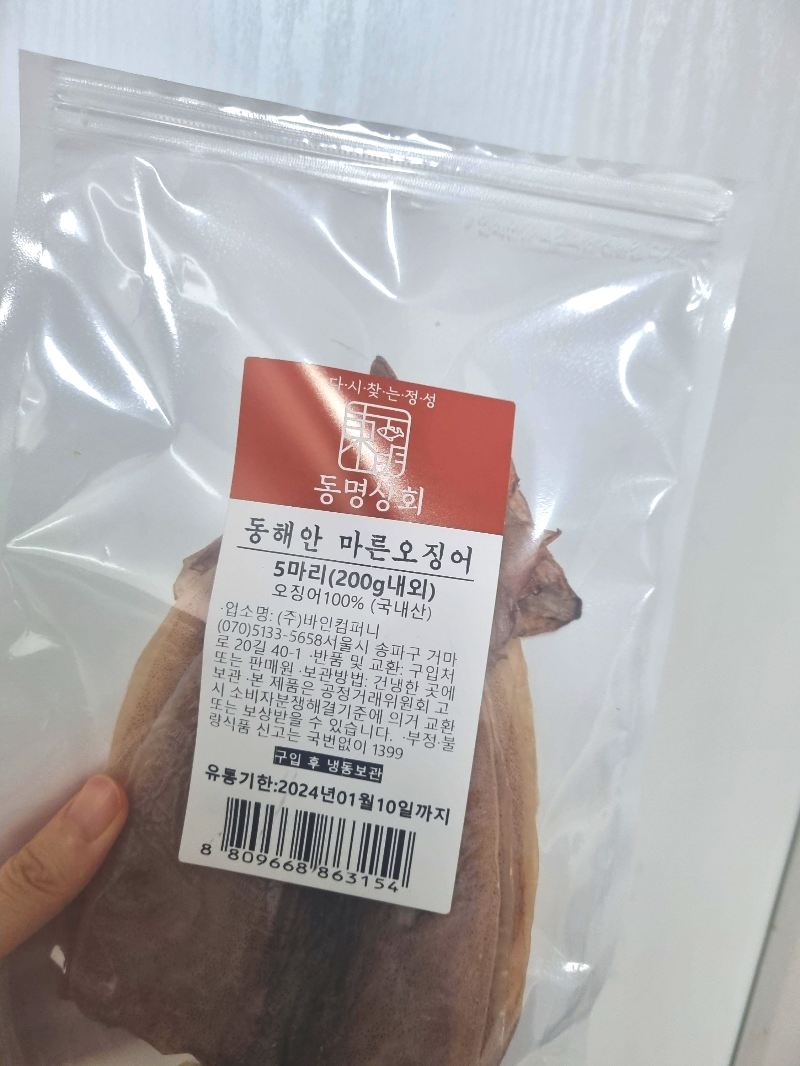 다·시·찾·는·정·성
東明
동명상회
동해안 마른오징어
5마리(200g내외)
오징어100% (국내산)
·업소명: (주)바인컴퍼니
(070)5133-5658서울시 송파구 거마
로 20길 40-1 ·반품 및 교환: 구입처
또는 판매원 ·보관방법: 건냉한 곳에
보관 ·본 제품은 공정거래위원회 고
시 소비자분쟁해결기준에 의거 교환
또는 보상받을 수 있습니다. ·부정·불
량식품 신고는 국번없이 1399
구입 후 냉동보관
유통기한:2024년01월10일까지
8 809668 863154